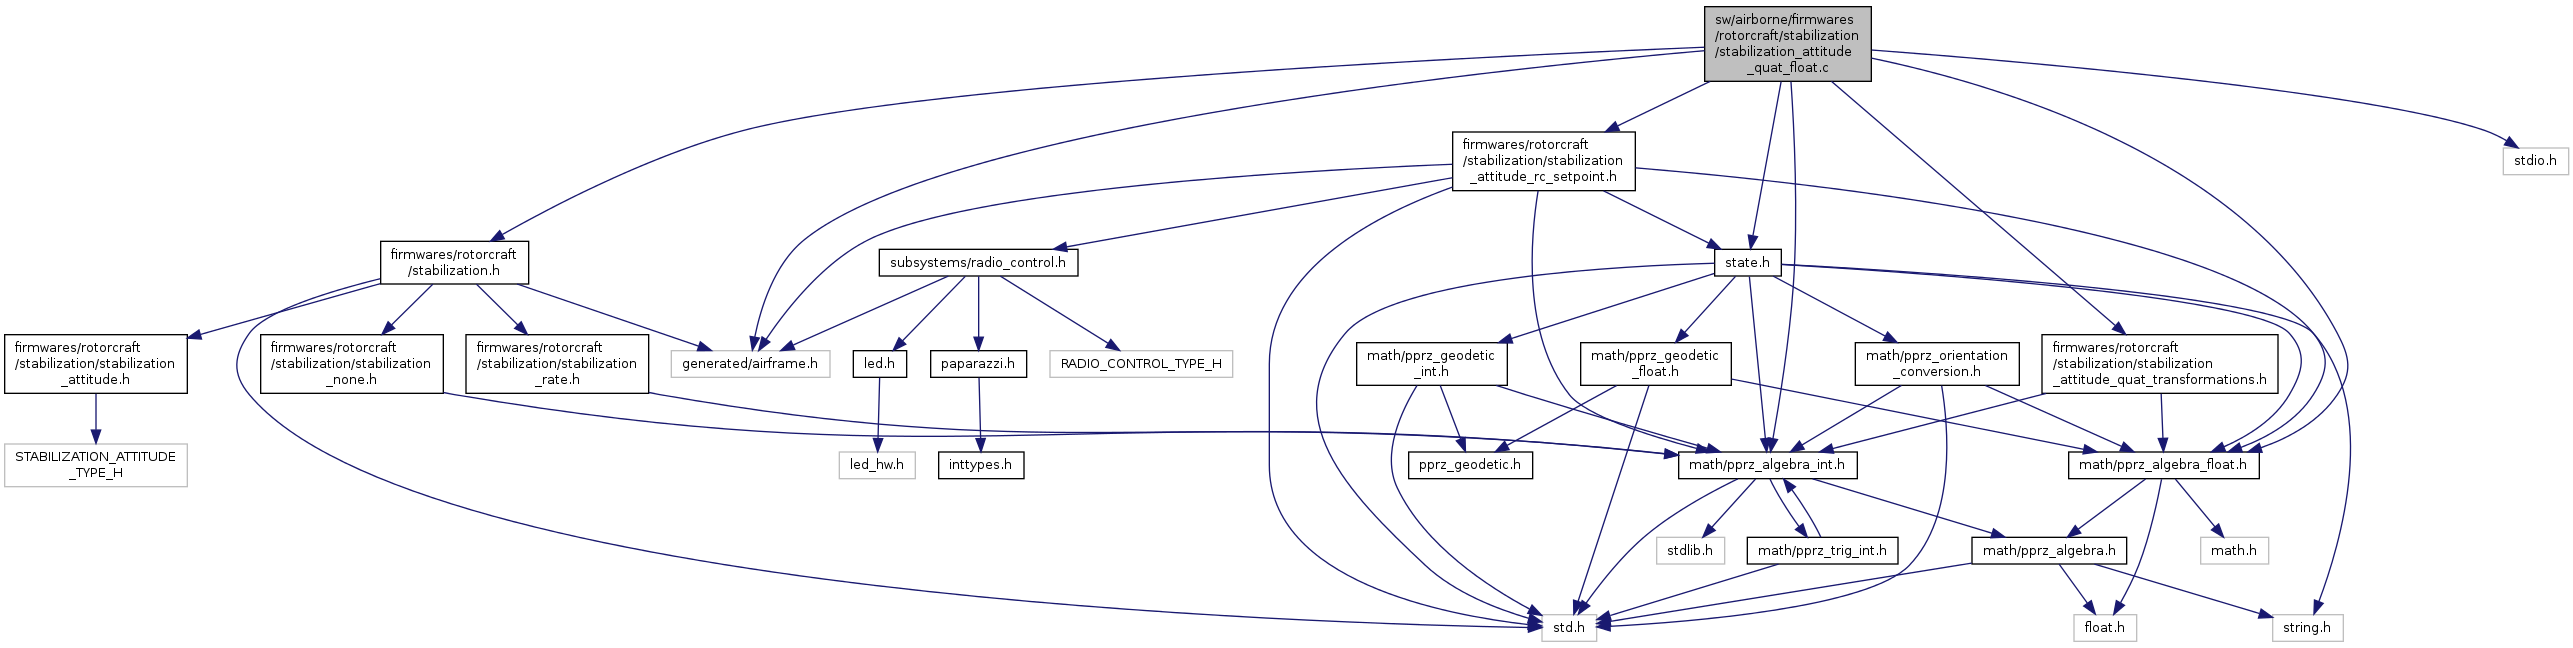 sw/airborne/firmwares
/rotorcraft/stabilization
/stabilization_attitude
_quat_float.c
firmwares/rotorcraft
/stabilization/stabilization
_attitude_rc_setpoint.h
stdio.h
firmwares/rotorcraft
/stabilization.h
subsystems/radio_control.h
state.h
firmwares/rotorcraft
/stabilization/stabilization
_attitude.h
firmwares/rotorcraft
/stabilization/stabilization
_none.h
firmwares/rotorcraft
/stabilization/stabilization
_rate.h
generated/airframe.h
led.h
paparazzi.h
RADIO_CONTROL_TYPE_H
math/pprz_geodetic
_int.h
math/pprz_geodetic
_float.h
math/pprz_orientation
_conversion.h
firmwares/rotorcraft
/stabilization/stabilization
_attitude_quat_transformations.h
STABILIZATION_ATTITUDE
_TYPE_H
led_hw.h
inttypes.h
pprz_geodetic.h
math/pprz_algebra_int.h
math/pprz_algebra_float.h
stdlib.h
math/pprz_trig_int.h
math/pprz_algebra.h
math.h
std.h
float.h
string.h